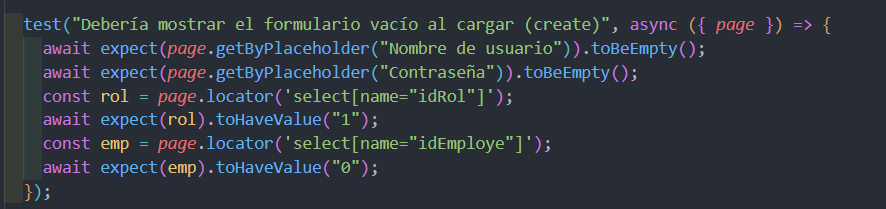 test("Debería mostrar el formulario vacío al cargar (create)", async ({ page }) => {
await expect(page.getByPlaceholder("Nombre de usuario")).toBeEmpty();
await expect(page.getByPlaceholder("Contraseña")).toBeEmpty();
const rol = page.locator('select[name="idRol"]');
await expect(rol).toHaveValue("1");
const emp = page.locator('select[name="idEmploye"]');
await expect(emp).toHaveValue("0");
});